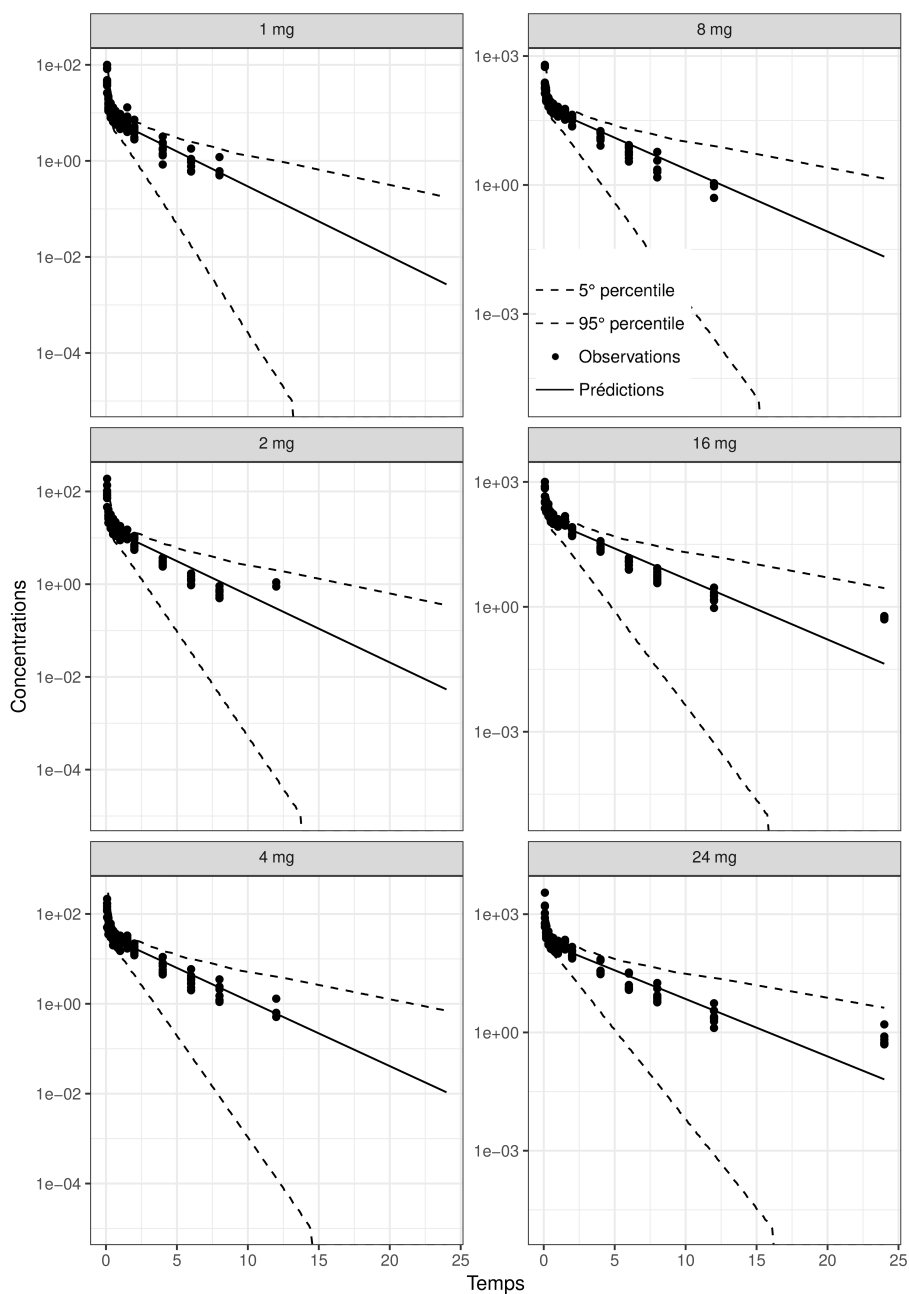 1 mg
8 mg
1e+02
1e+00
1e−02
1e−04
1e+03
1e+00
1e−03
5° percentile
95° percentile
Observations
Prédictions
2 mg
16 mg
1e+02
1e+00
1e−02
1e−04
1e+03
1e+00
1e−03
Concentrations
4 mg
24 mg
1e+02
1e+00
1e−02
1e−04
1e+03
1e+00
1e−03
0 5 10 15 20 25
0 5 10 15 20 25
Temps